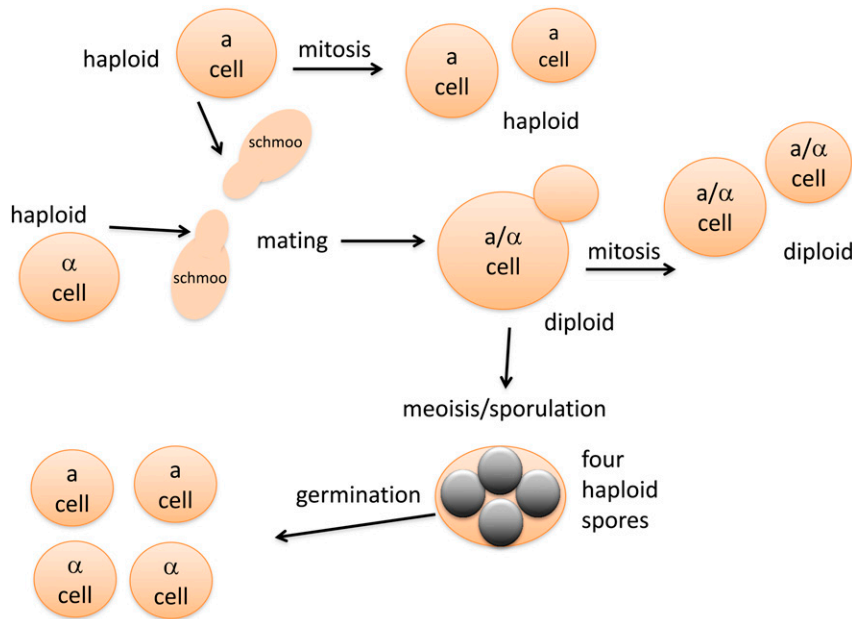 a
cell
haploid
mitosis
a
cell
a
cell
haploid
schmoo
haploid
α
cell
schmoo
mating
a/α
cell
diploid
mitosis
a/α
cell
a/α
cell
diploid
meoisis/sporulation
four
haploid
spores
germination
a
cell
a
cell
α
cell
α
cell